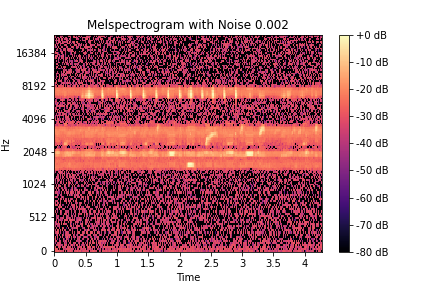 Melspectrogram with Noise 0.002
+0 dB
16384
-10 dB
8192
-20 dB
4096
-30 dB
Hz
2048
-40 dB
1024
-50 dB
512
-60 dB
-70 dB
0
-80 dB
0 0.5 1 1.5 2 2.5 3 3.5 4
Time